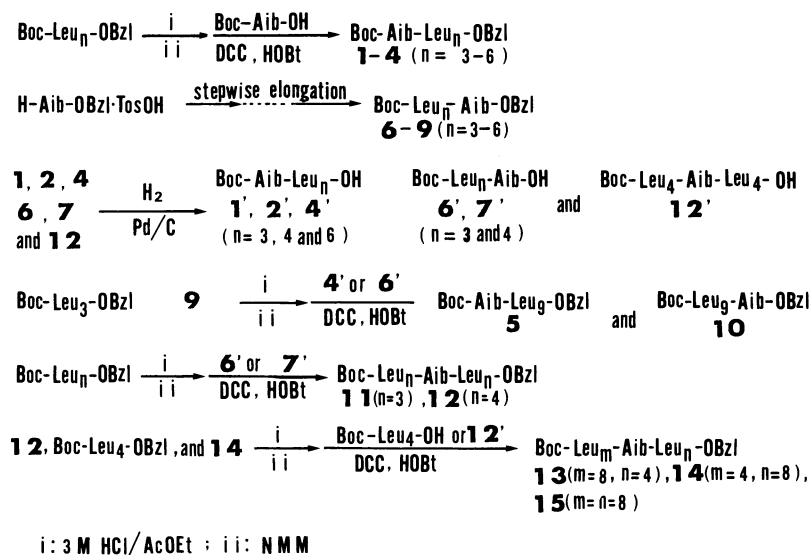 Boc-Leuₙ-OBzl i ii Boc-Aib-OH DCC, HOBt Boc-Aib-Leuₙ-OBzl
1-4 (n = 3-6)
H-Aib-OBzl·TosOH stepwise elongation Boc-Leuₙ-Aib-OBzl
6-9 (n=3-6)
1, 2, 4
6, 7
and 12
H₂
Pd/C
Boc-Aib-Leuₙ-OH
1', 2', 4'
(n= 3, 4 and 6)
Boc-Leuₙ-Aib-OH
6', 7'
(n = 3 and 4)
and
Boc-Leu₄-Aib-Leu₄-OH
12'
Boc-Leu₃-OBzl 9 i ii 4' or 6' DCC, HOBt Boc-Aib-Leu₉-OBzl
5
and
Boc-Leu₉-Aib-OBzl
10
Boc-Leuₙ-OBzl i ii 6' or 7' DCC, HOBt Boc-Leuₙ-Aib-Leuₙ-OBzl
11(n=3), 12(n=4)
12, Boc-Leu₄-OBzl, and 14 i ii Boc-Leu₄-OH or 12' DCC, HOBt Boc-Leuₘ-Aib-Leuₙ-OBzl
13(m=8, n=4), 14(m=4, n=8),
15(m=n=8)
i: 3 M HCl/AcOEt ; ii: NMM